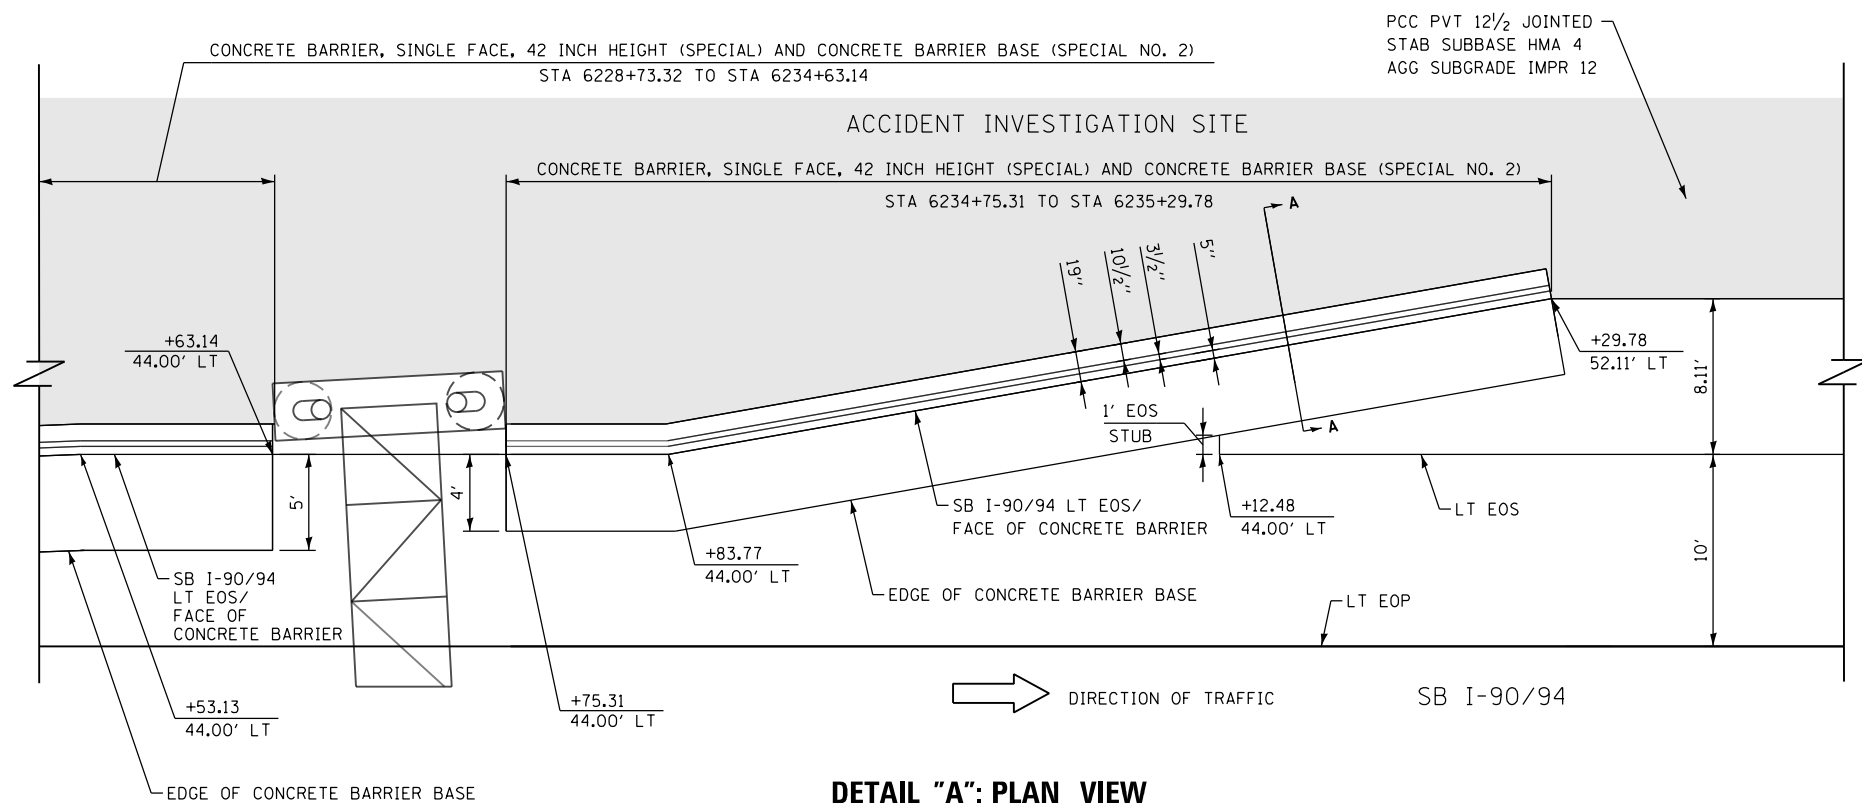 PCC PVT 12 1/2 JOINTED
STAB SUBBASE HMA 4
AGG SUBGRADE IMPR 12
CONCRETE BARRIER, SINGLE FACE, 42 INCH HEIGHT (SPECIAL) AND CONCRETE BARRIER BASE (SPECIAL NO. 2)
STA 6228+73.32 TO STA 6234+63.14
ACCIDENT INVESTIGATION SITE
CONCRETE BARRIER, SINGLE FACE, 42 INCH HEIGHT (SPECIAL) AND CONCRETE BARRIER BASE (SPECIAL NO. 2)
STA 6234+75.31 TO STA 6235+29.78
A
19"
10 1/2"
3 1/2"
5"
+63.14
44.00' LT
+29.78
52.11' LT
8.11'
1' EOS
STUB
A
5'
4'
SB I-90/94 LT EOS/
FACE OF CONCRETE BARRIER
+12.48
44.00' LT
LT EOS
+83.77
44.00' LT
10'
SB I-90/94
LT EOS/
FACE OF
CONCRETE BARRIER
EDGE OF CONCRETE BARRIER BASE
LT EOP
+53.13
44.00' LT
+75.31
44.00' LT
DIRECTION OF TRAFFIC
SB I-90/94
EDGE OF CONCRETE BARRIER BASE
DETAIL "A": PLAN VIEW